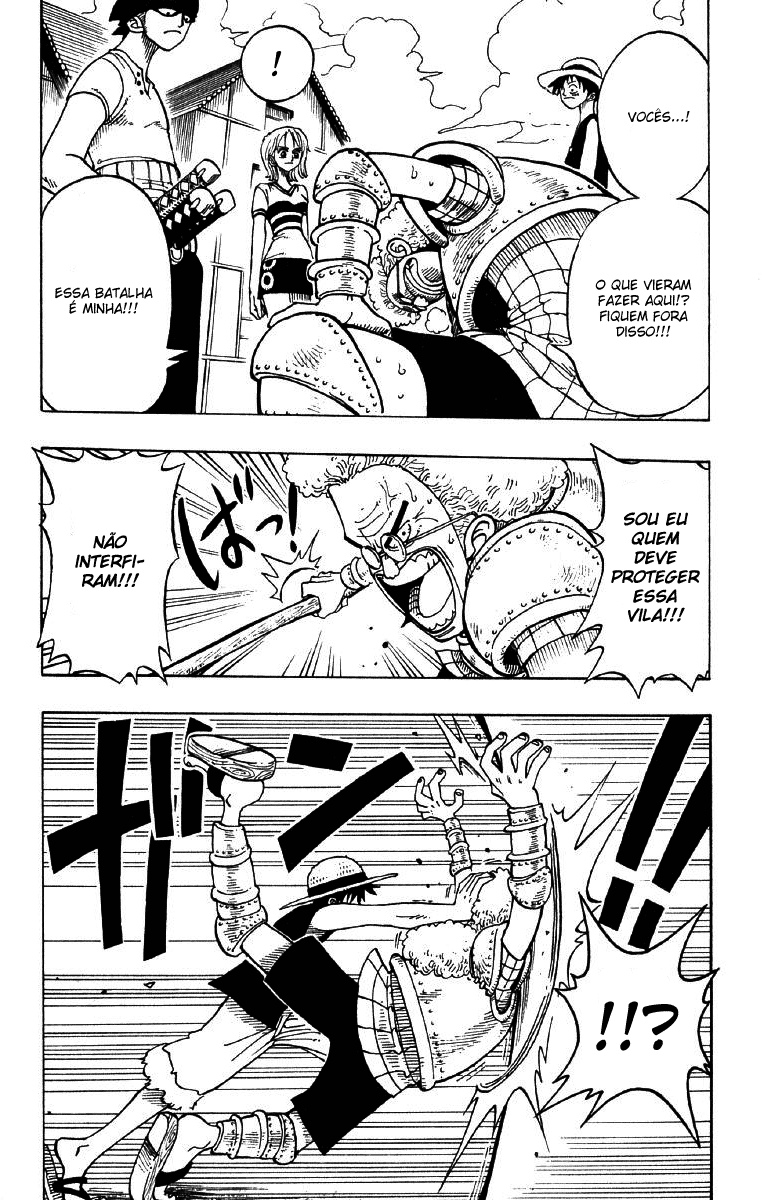 VOCÊS...!
O QUE VIERAM
FAZER AQUI!?
FIQUEM FORA
DISSO!!!
!
ESSA BATALHA
É MINHA!!!
SOU EU
QUEM
DEVE
PROTEGER
ESSA
VILA!!!
ばっ!
NÃO
INTERFI-
RAM!!!
!!
!!?
ガン